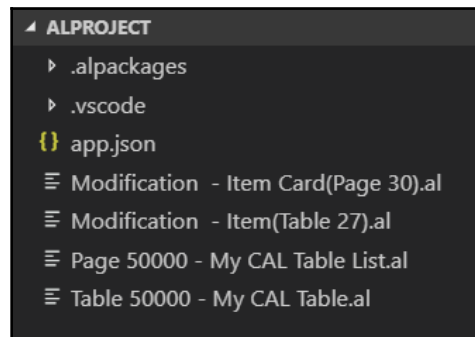 ALPROJECT
.alpackages
.vscode
{} app.json
Modification - Item Card(Page 30).al
Modification - Item(Table 27).al
Page 50000 - My CAL Table List.al
Table 50000 - My CAL Table.al